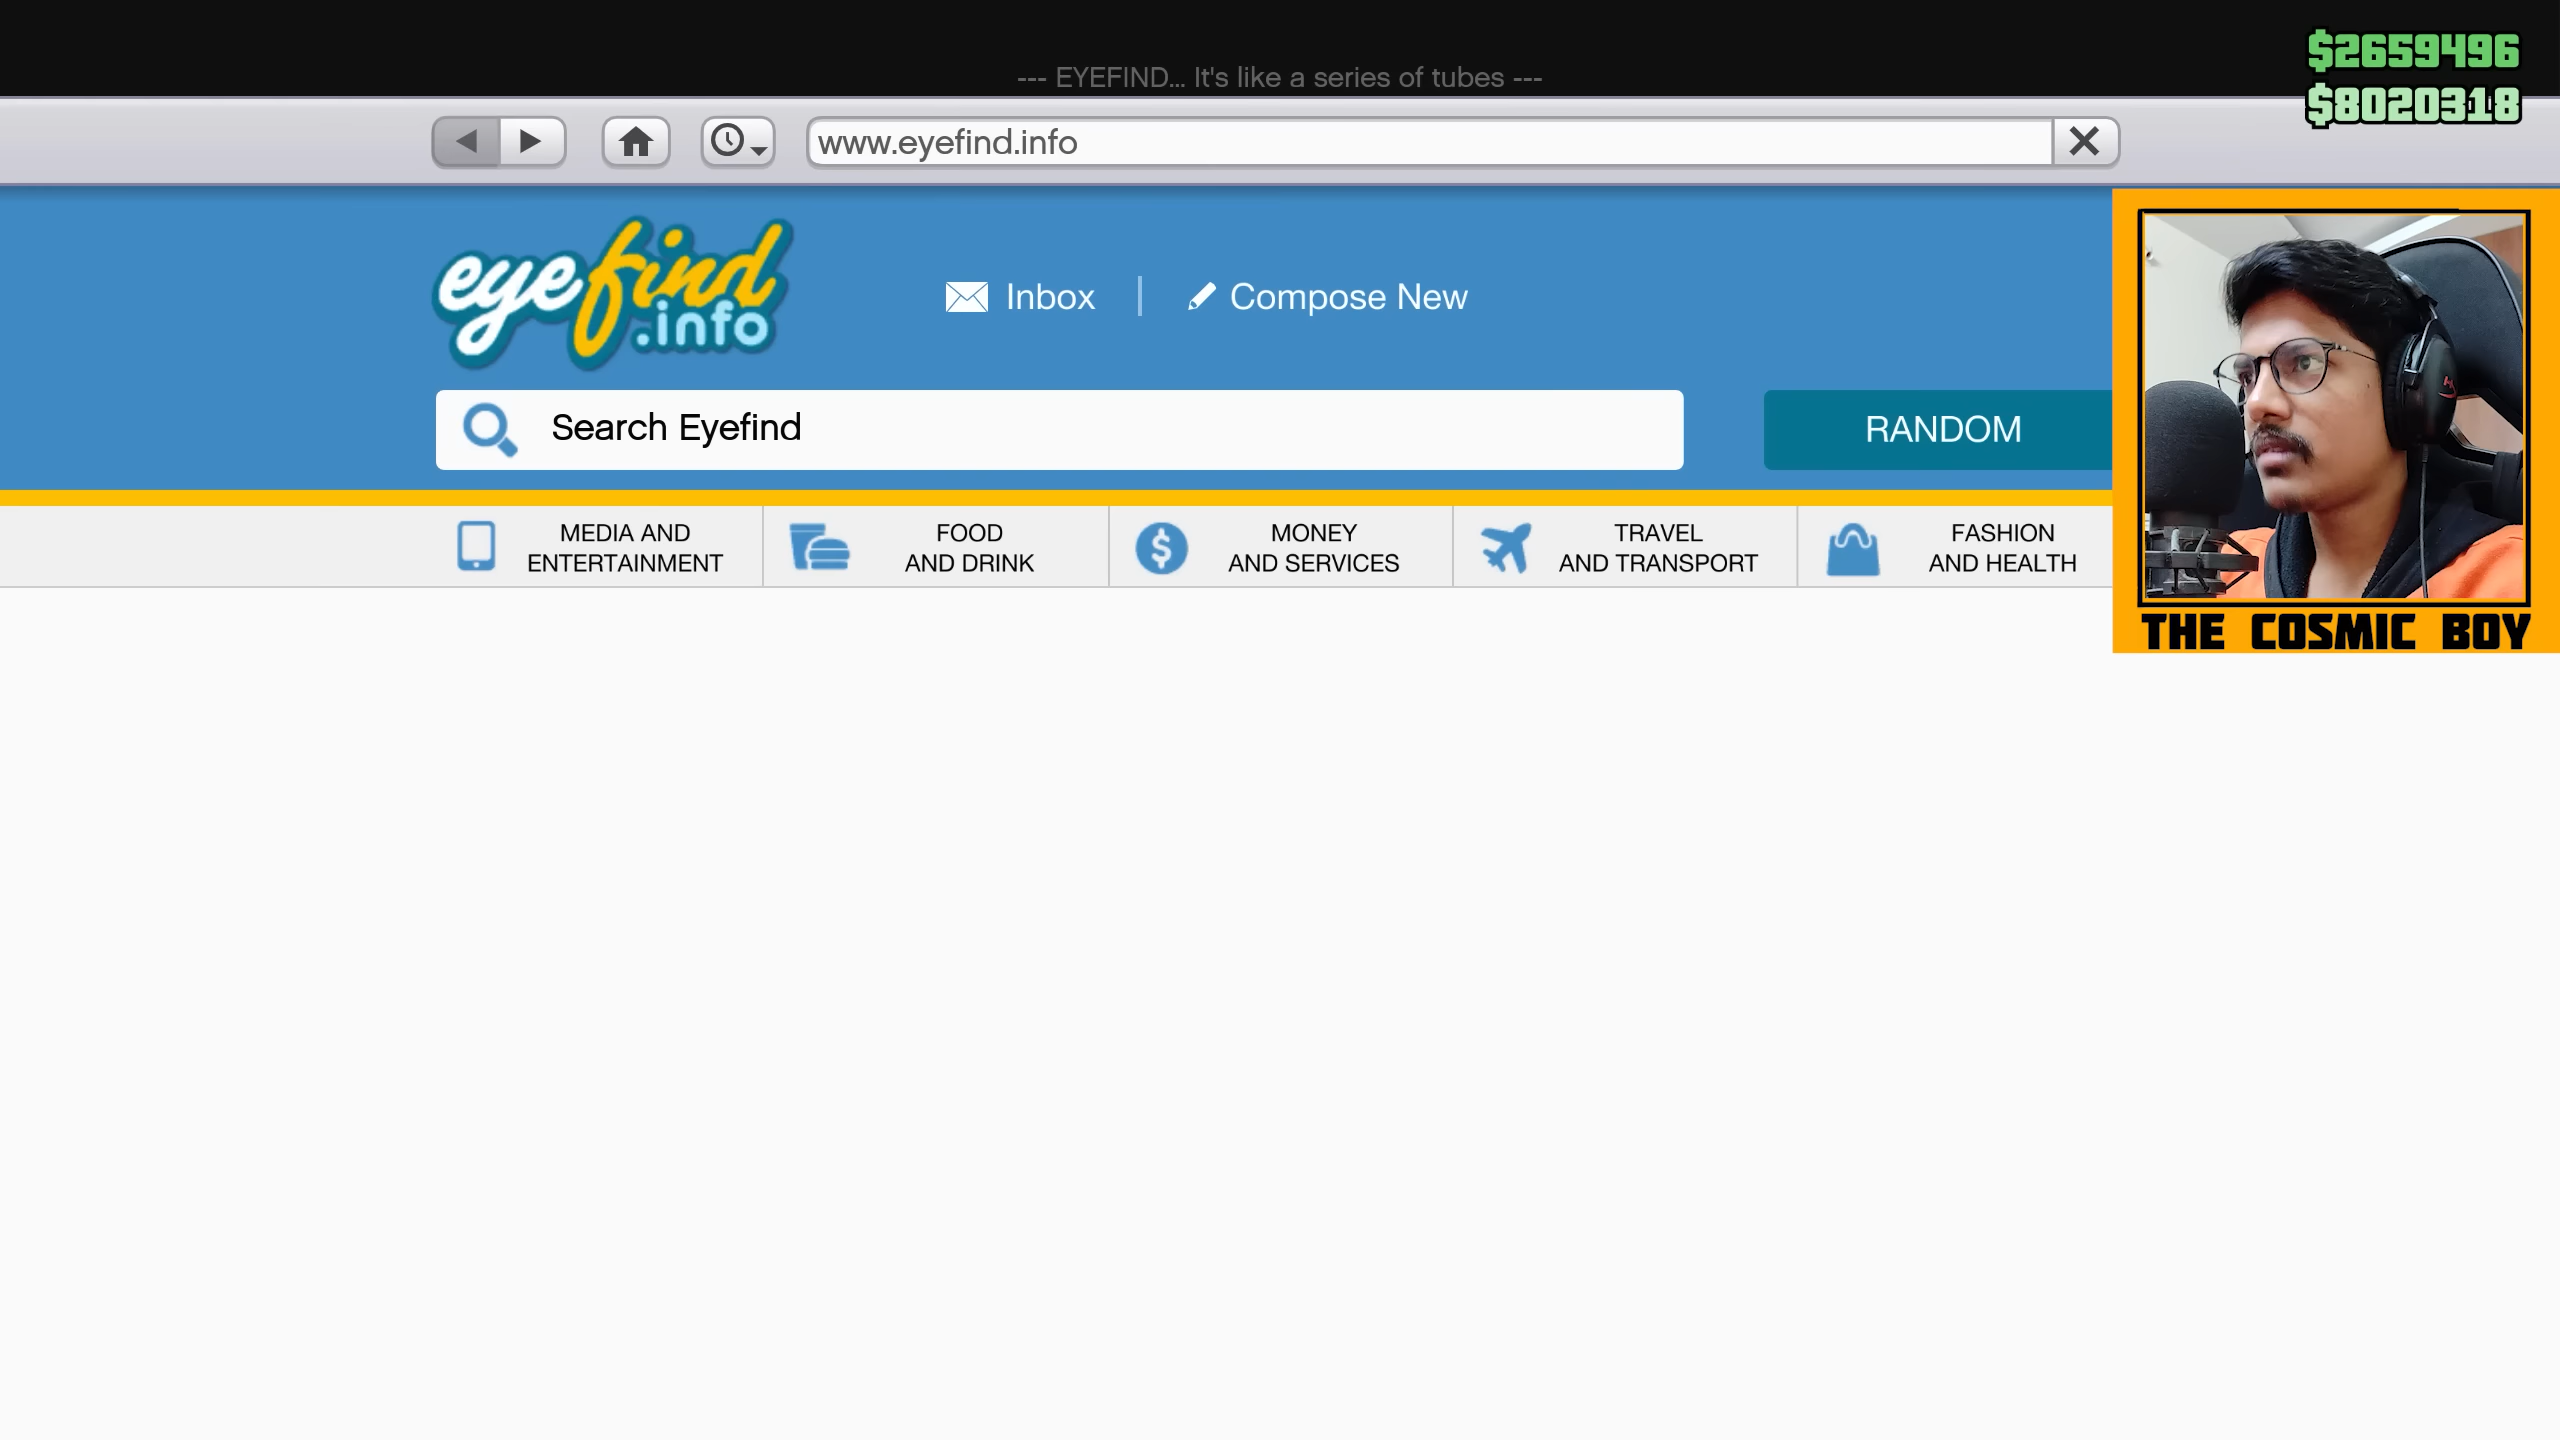 $2659496
--- EYEFIND... It's like a series of tubes ---
$8020318
www.eyefind.info
eyefind
.info
Inbox
Compose New
Search Eyefind
RANDOM
MEDIA AND
ENTERTAINMENT
FOOD
AND DRINK
MONEY
AND SERVICES
TRAVEL
AND TRANSPORT
FASHION
AND HEALTH
THE COSMIC BOY